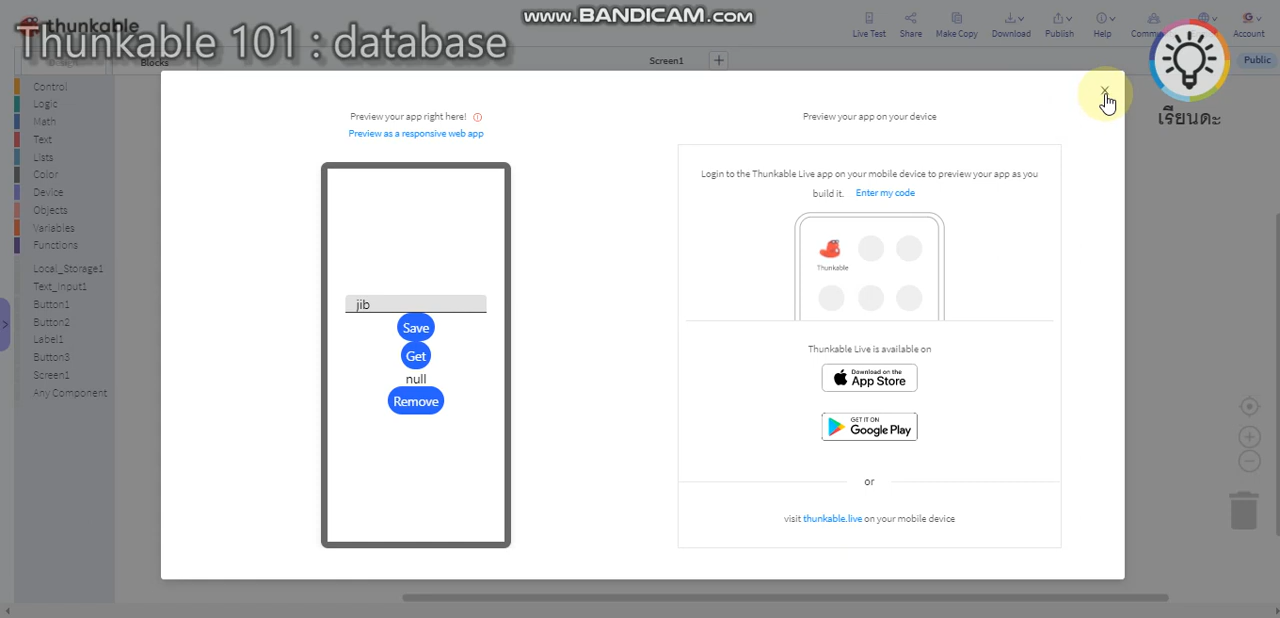 www.BANDICAM.com
thunkable
Thunkable 101 : database
Live Test
Share
Make Copy
Download
Publish
Help
Account
Blocks
Screen1
Public
เรียนดะ
Control
Logic
Math
Text
Lists
Color
Device
Objects
Variables
Functions
Local_Storage1
Text_Input1
Button1
Button2
Label1
Button3
Screen1
Any Component
Preview your app right here!
Preview as a responsive web app
jib
Save
Get
null
Remove
Preview your app on your device
Login to the Thunkable Live app on your mobile device to preview your app as you
build it. Enter my code
Thunkable
Thunkable Live is available on
Download on the
App Store
GET IT ON
Google Play
or
visit thunkable.live on your mobile device